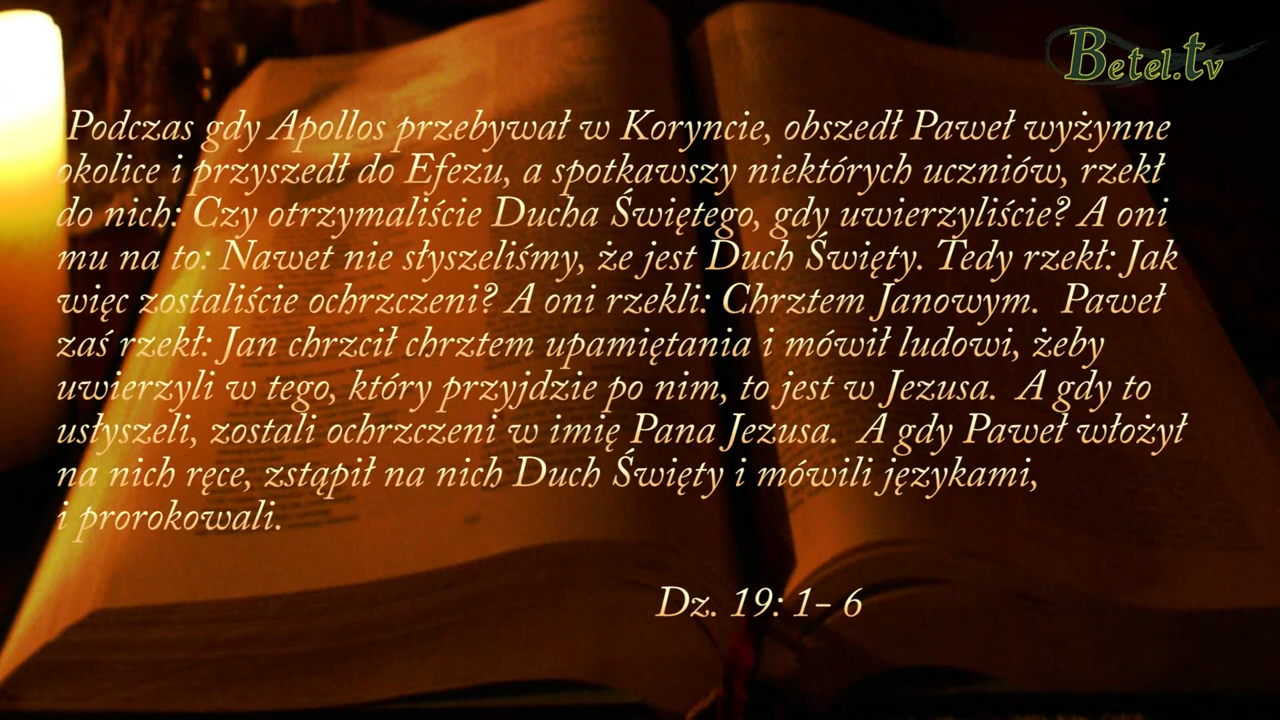 Betel.tv
Podczas gdy Apollos przebywał w Koryncie, obszedł Paweł wyżynne
okolice i przyszedł do Efezu, a spotkawszy niektórych uczniów, rzekł
do nich: Czy otrzymaliście Ducha Świętego, gdy uwierzyliście? A oni
mu na to: Nawet nie słyszeliśmy, że jest Duch Święty. Tedy rzekł: Jak
więc zostaliście ochrzczeni? A oni rzekli: Chrztem Janowym.  Paweł
zaś rzekł: Jan chrzcił chrztem upamiętania i mówił ludowi, żeby
uwierzyli w tego, który przyjdzie po nim, to jest w Jezusa.  A gdy to
usłyszeli, zostali ochrzczeni w imię Pana Jezusa.  A gdy Paweł włożył
na nich ręce, zstąpił na nich Duch Święty i mówili językami,
i prorokowali.
Dz. 19: 1- 6